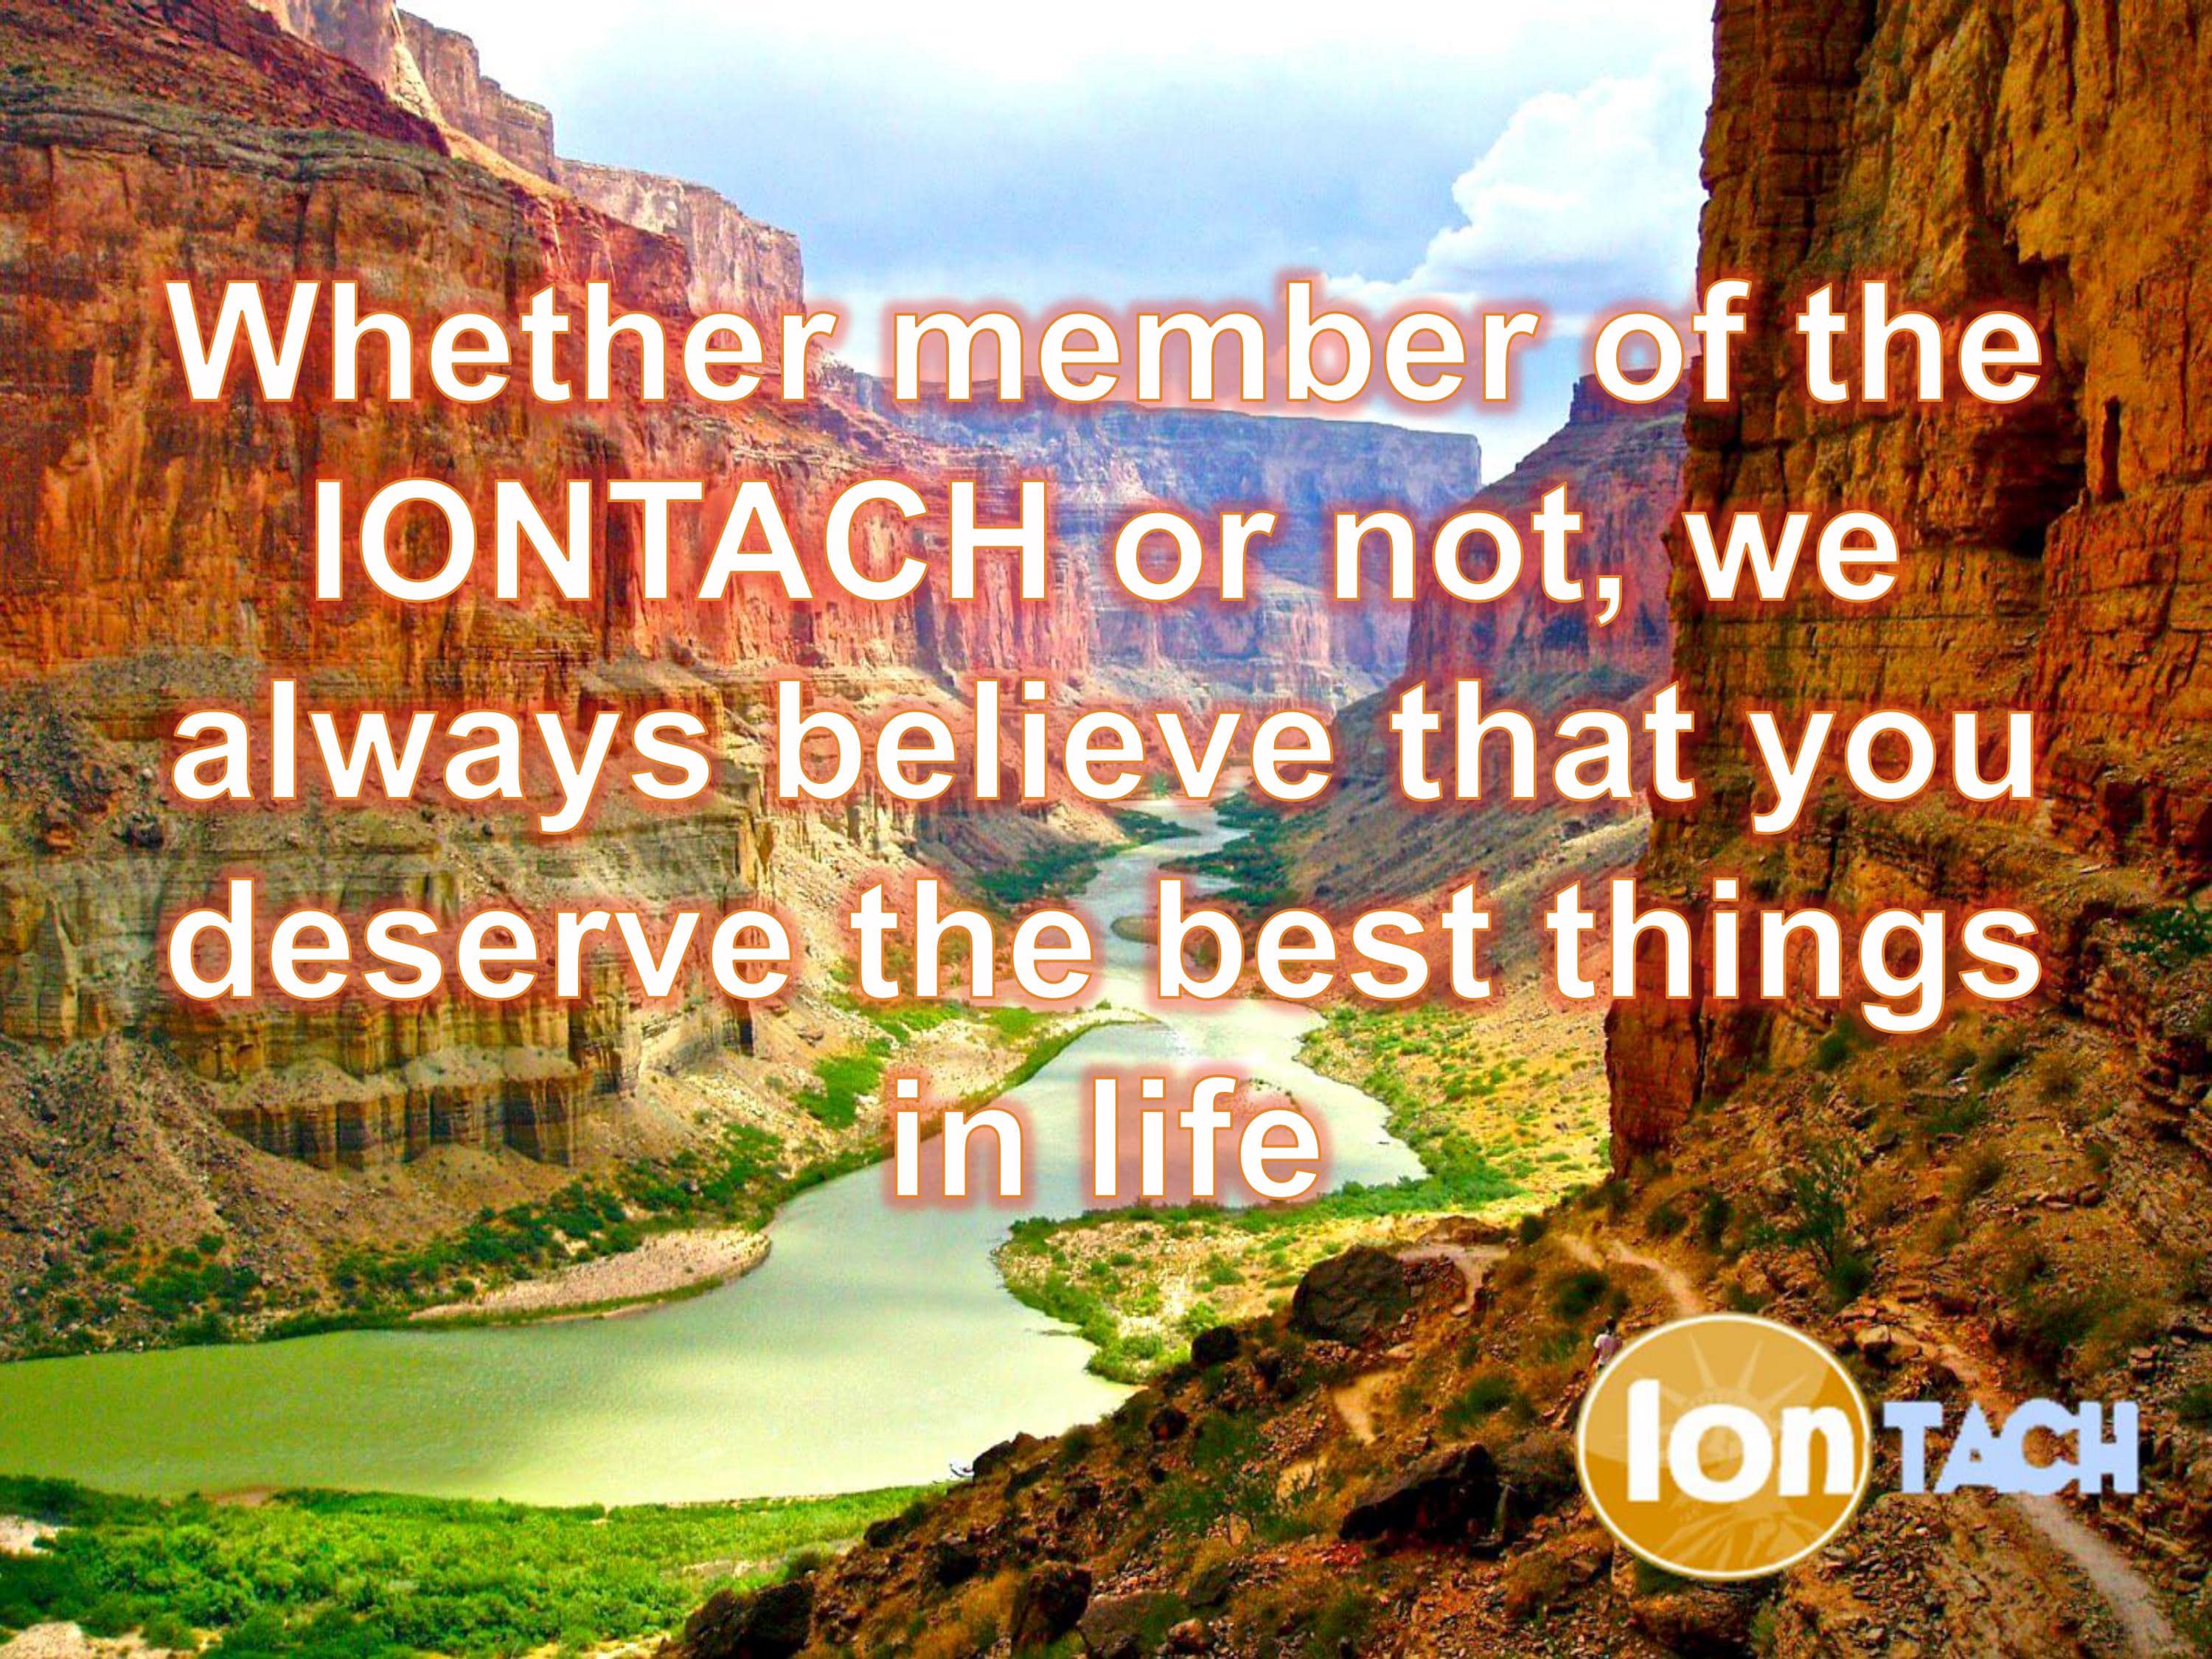 Whether member of the
IONTACH or not, we
always believe that you
deserve the best things
in life
Ion TACH